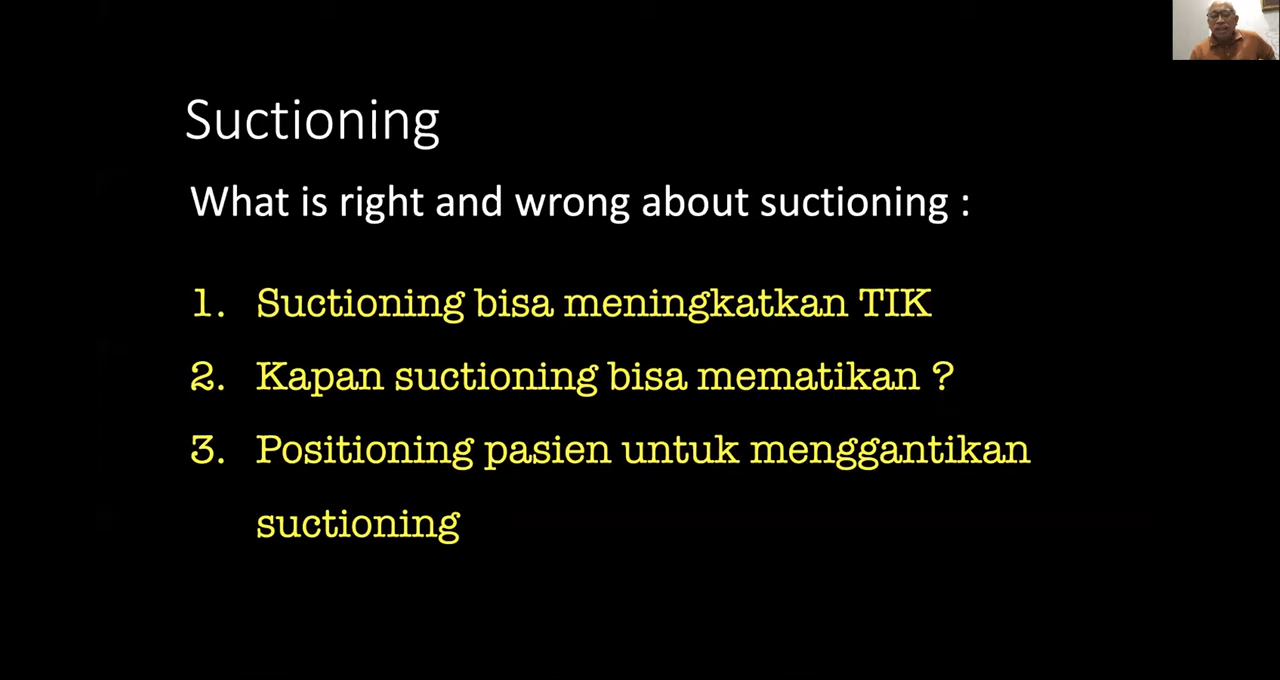 Suctioning
What is right and wrong about suctioning :
1. Suctioning bisa meningkatkan TIK
2. Kapan suctioning bisa mematikan ?
3. Positioning pasien untuk menggantikan
suctioning